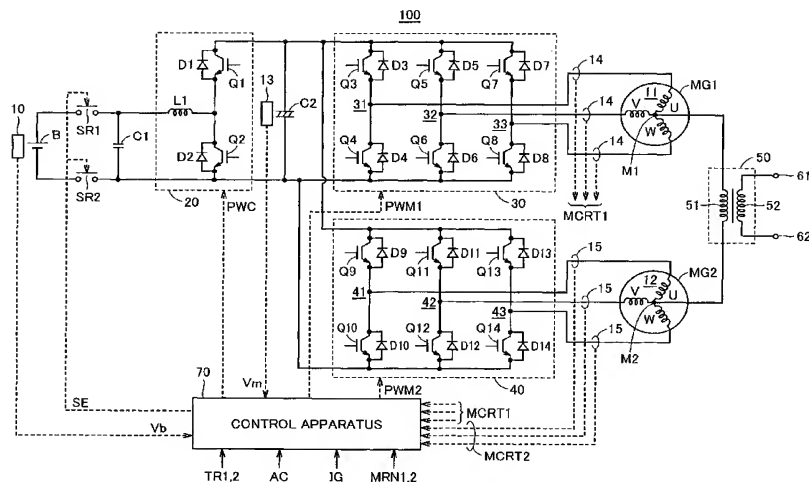 100
D1
Q1
13
D3
Q3
D5
Q5
D7
Q7
14
11
MG1
10
SR1
L1
C2
31
32
33
14
V
U
W
B
C1
D2
Q2
Q4
D4
Q6
D6
Q8
D8
14
M1
50
SR2
20
PWC
PWM1
30
MCRT1
51
52
61
62
D9
Q9
D11
Q11
D13
Q13
15
12
MG2
41
42
43
15
V
U
W
Q10
D10
Q12
D12
Q14
D14
15
M2
70
Vm
PWM2
40
SE
Vb
CONTROL APPARATUS
MCRT1
MCRT2
TR1,2
AC
IG
MRN1,2